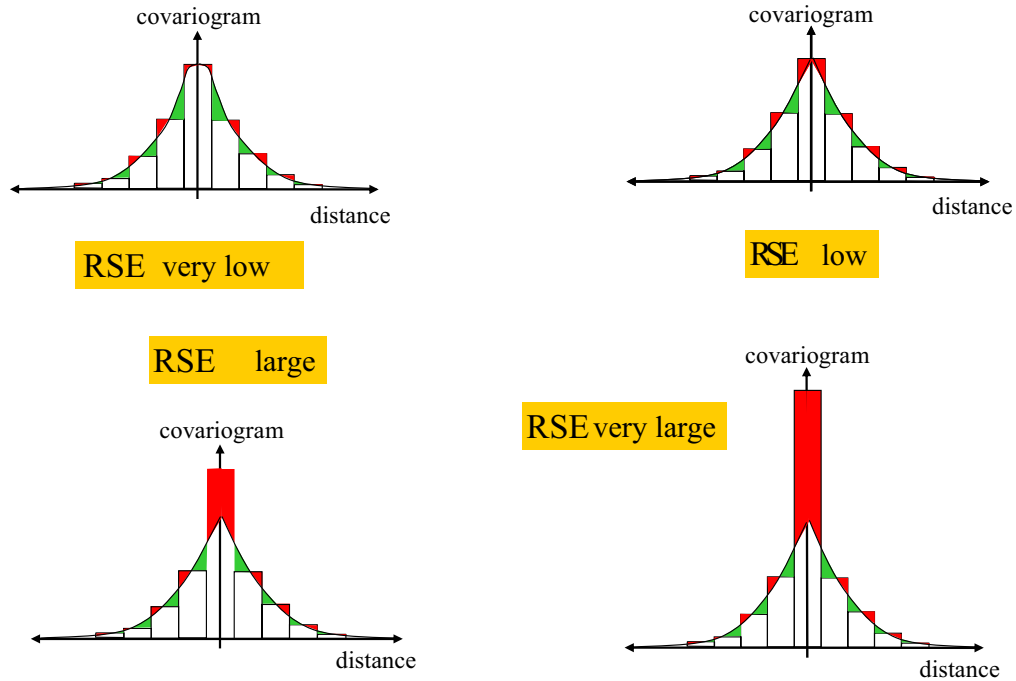 covariogram
distance
RSE very low
covariogram
distance
RSE low
RSE large
covariogram
distance
covariogram
RSE very large
distance